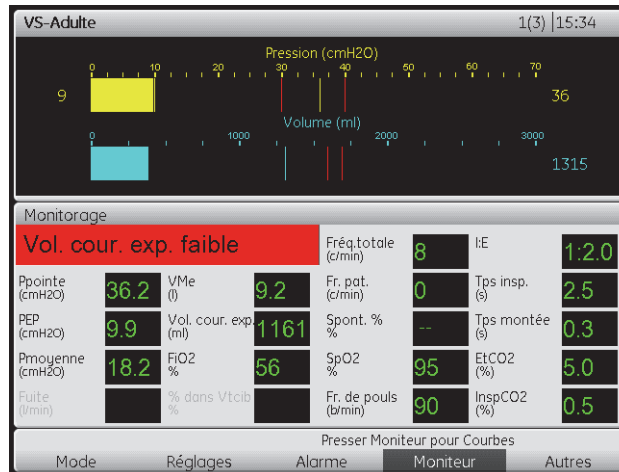 VS-Adulte 1(3) 15:34
Pression (cmH2O)
0 10 20 30 40 50 60 70
9 36
Volume (ml)
0 1000 2000 3000
1315
Monitorage
Vol. cour. exp. faible
Fréq.totale (c/min) 8
I:E 1:2.0
Ppointe (cmH2O) 36.2
VMe (l) 9.2
Fr. pat. (c/min) 0
Tps insp. (s) 2.5
PEP (cmH2O) 9.9
Vol. cour. exp. (ml) 1161
Spont. % % --
Tps montée (s) 0.3
Pmoyenne (cmH2O) 18.2
FiO2 % 56
SpO2 % 95
EtCO2 (%) 5.0
Fuite (l/min)
% dans Vtcib %
Fr. de pouls (b/min) 90
InspCO2 (%) 0.5
Presser Moniteur pour Courbes
Mode Réglages Alarme Moniteur Autres